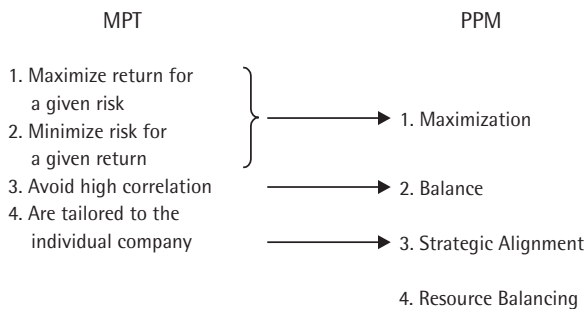 MPT
PPM
1. Maximize return for
a given risk
2. Minimize risk for
a given return
3. Avoid high correlation
4. Are tailored to the
individual company
1. Maximization
2. Balance
3. Strategic Alignment
4. Resource Balancing